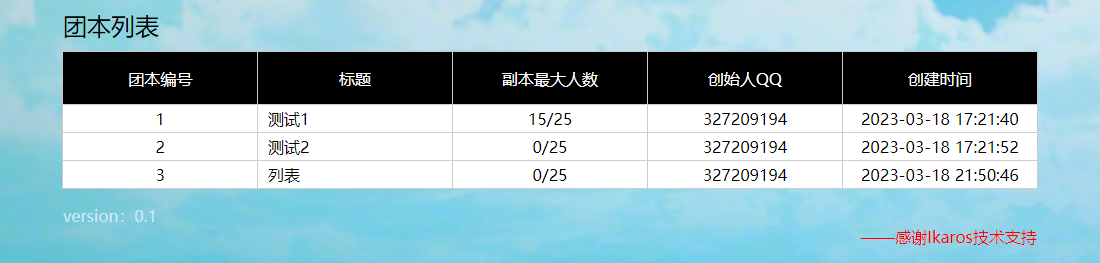 团本列表
团本编号 标题 副本最大人数 创始人QQ 创建时间
1 测试1 15/25 327209194 2023-03-18 17:21:40
2 测试2 0/25 327209194 2023-03-18 17:21:52
3 列表 0/25 327209194 2023-03-18 21:50:46
version：0.1
——感谢Ikaros技术支持